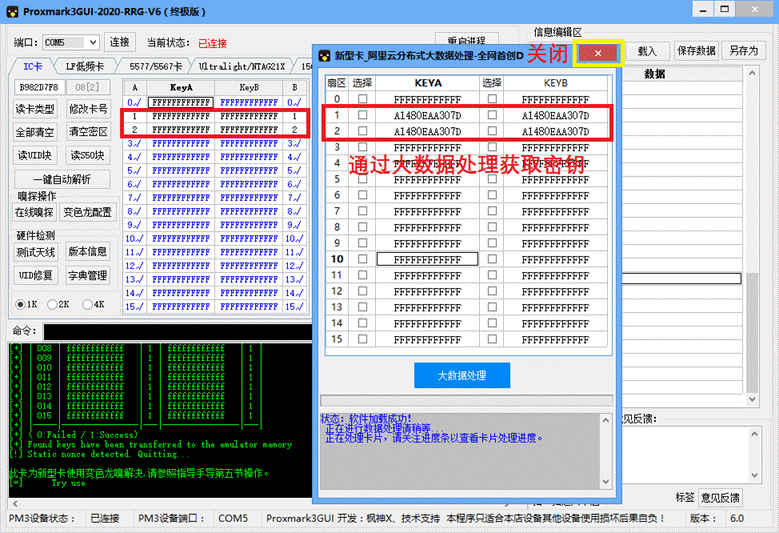 Proxmark3GUI-2020-RRG-V6（终极版）
端口：
COM5
连接
当前状态：
已连接
重启进程
IC卡
LF低频卡
5577/5567卡
Ultralight/NTAG21X
B982D7F8
08[2]
读卡类型
修改卡号
全部清空
清空密区
读UID块
读S50块
一键自动解析
嗅探操作
在线嗅探
变色龙配置
硬件检测
测试天线
版本信息
UID修复
字典管理
1K
2K
4K
A KeyA KeyB B
0√ FFFFFFFFFFFF FFFFFFFFFFFF 0√
1 FFFFFFFFFFFF FFFFFFFFFFFF 1
2 FFFFFFFFFFFF FFFFFFFFFFFF 2
3√ FFFFFFFFFFFF FFFFFFFFFFFF 3√
4√ FFFFFFFFFFFF FFFFFFFFFFFF 4√
5√ FFFFFFFFFFFF FFFFFFFFFFFF 5√
6√ FFFFFFFFFFFF FFFFFFFFFFFF 6√
7√ FFFFFFFFFFFF FFFFFFFFFFFF 7√
8√ FFFFFFFFFFFF FFFFFFFFFFFF 8√
9√ FFFFFFFFFFFF FFFFFFFFFFFF 9√
10√ FFFFFFFFFFFF FFFFFFFFFFFF 10√
11√ FFFFFFFFFFFF FFFFFFFFFFFF 11√
12√ FFFFFFFFFFFF FFFFFFFFFFFF 12√
13√ FFFFFFFFFFFF FFFFFFFFFFFF 13√
14√ FFFFFFFFFFFF FFFFFFFFFFFF 14√
15√ FFFFFFFFFFFF FFFFFFFFFFFF 15√
命令：
[+] | 008 | ffffffffffff | 1 | ffffffffffff | 1 |
[+] | 009 | ffffffffffff | 1 | ffffffffffff | 1 |
[+] | 010 | ffffffffffff | 1 | ffffffffffff | 1 |
[+] | 011 | ffffffffffff | 1 | ffffffffffff | 1 |
[+] | 012 | ffffffffffff | 1 | ffffffffffff | 1 |
[+] | 013 | ffffffffffff | 1 | ffffffffffff | 1 |
[+] | 014 | ffffffffffff | 1 | ffffffffffff | 1 |
[+] | 015 | ffffffffffff | 1 | ffffffffffff | 1 |
[+] ( 0:Failed / 1:Success)
[+] Found keys have been transferred to the emulator memory
[!] Static nonce detected. Quitting...
此卡为新型卡使用变色龙嗅解决,请参照指导手导第五节操作。
[=] Try use
新型卡_阿里云分布式大数据处理-全网首创D
关闭
扇区 选择 KEYA 选择 KEYB
0 FFFFFFFFFFFF FFFFFFFFFFFF
1 A1480EAA307D A1480EAA307D
2 A1480EAA307D A1480EAA307D
3 FFFFFFFFFFFF FFFFFFFFFFFF
4
通过大数据处理获取密钥
5 FFFFFFFFFFFF FFFFFFFFFFFF
6 FFFFFFFFFFFF FFFFFFFFFFFF
7 FFFFFFFFFFFF FFFFFFFFFFFF
8 FFFFFFFFFFFF FFFFFFFFFFFF
9 FFFFFFFFFFFF FFFFFFFFFFFF
10 FFFFFFFFFFFF FFFFFFFFFFFF
11 FFFFFFFFFFFF FFFFFFFFFFFF
12 FFFFFFFFFFFF FFFFFFFFFFFF
13 FFFFFFFFFFFF FFFFFFFFFFFF
14 FFFFFFFFFFFF FFFFFFFFFFFF
15 FFFFFFFFFFFF FFFFFFFFFFFF
大数据处理
状态：软件加载成功！
正在进行数据处理请稍等...
正在处理卡片，请关注进度条以查看卡片处理进度。
信息编辑区
载入
保存数据
另存为
数据
意见反馈：
标签
意见反馈
PM3设备状态：
已连接
PM3设备端口：
COM5
Proxmark3GUI 开发：枫神X、技术支持 本程序只适合本店设备其他设备使用损坏后果自负！
版本：
6.0